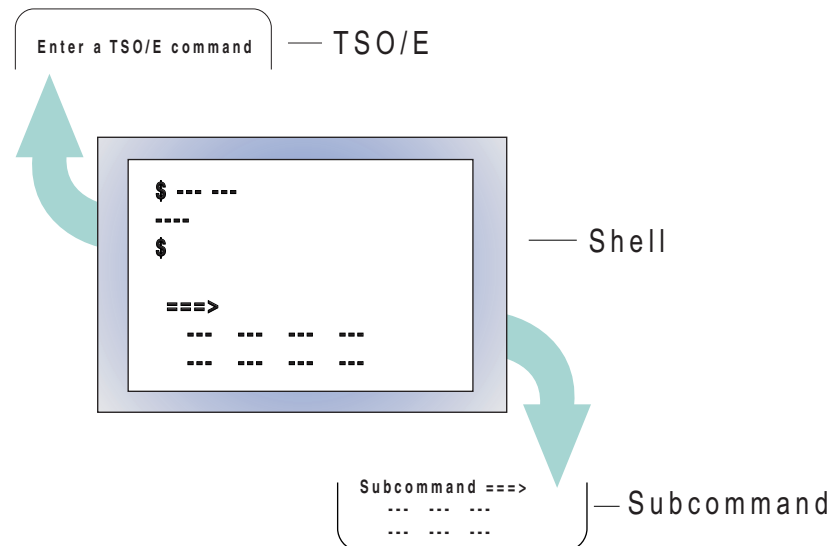 Enter a TSO/E command
TSO/E
$ --- ---
----
$
Shell
===>
--- --- --- ---
--- --- --- ---
Subcommand ===>
--- --- ---
--- --- ---
Subcommand